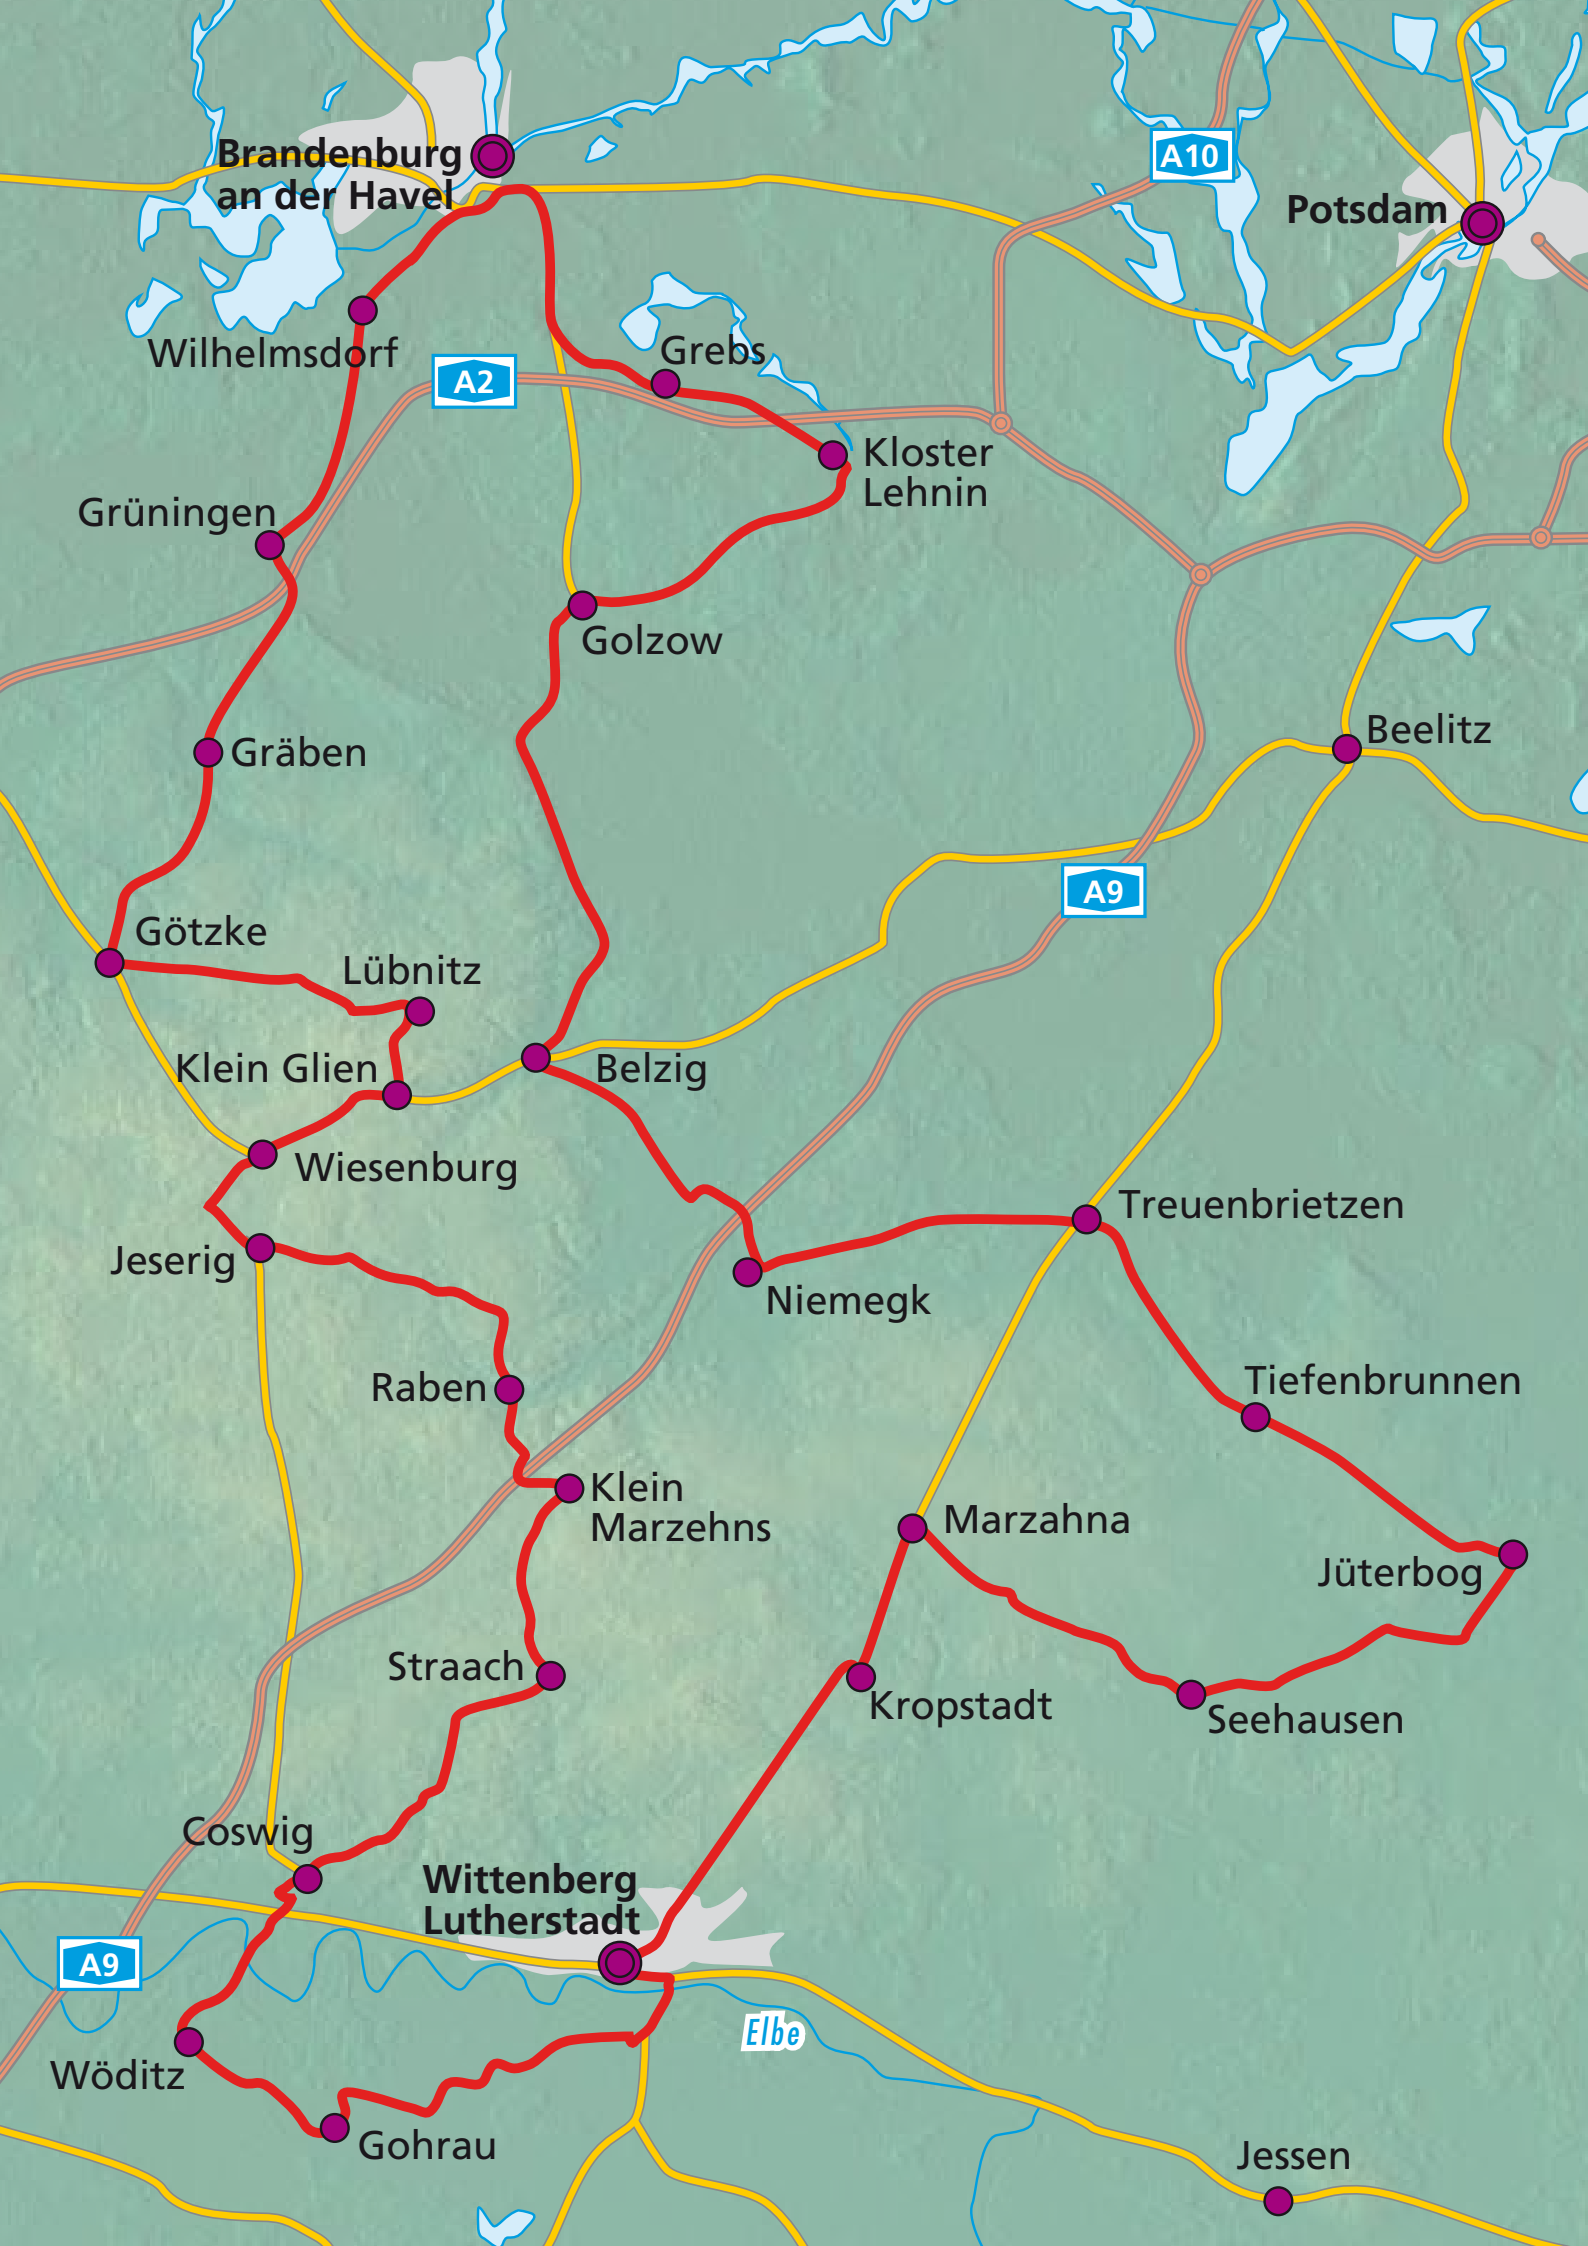 Brandenburg
an der Havel
A10
Potsdam
Wilhelmsdorf
A2
Grebs
Kloster
Lehnin
Grüningen
Golzow
Gräben
Beelitz
A9
Götzke
Lübnitz
Klein Glien
Belzig
Wiesenburg
Treuenbrietzen
Jeserig
Niemegk
Raben
Tiefenbrunnen
Klein
Marzehns
Marzahna
Jüterbog
Straach
Kropstadt
Seehausen
Coswig
Wittenberg
Lutherstadt
A9
Elbe
Wöditz
Gohrau
Jessen